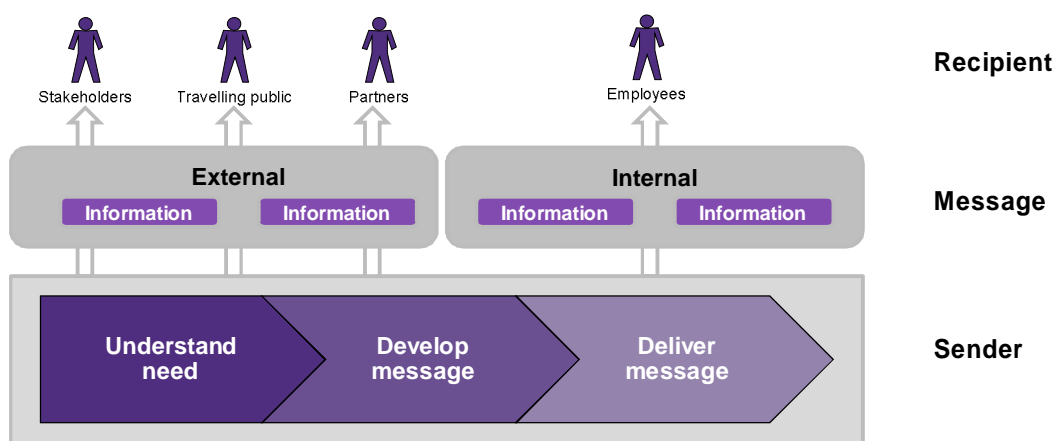 Recipient
Stakeholders
Travelling public
Partners
Employees
External
Internal
Message
Information
Information
Information
Information
Understand
need
Develop
message
Deliver
message
Sender